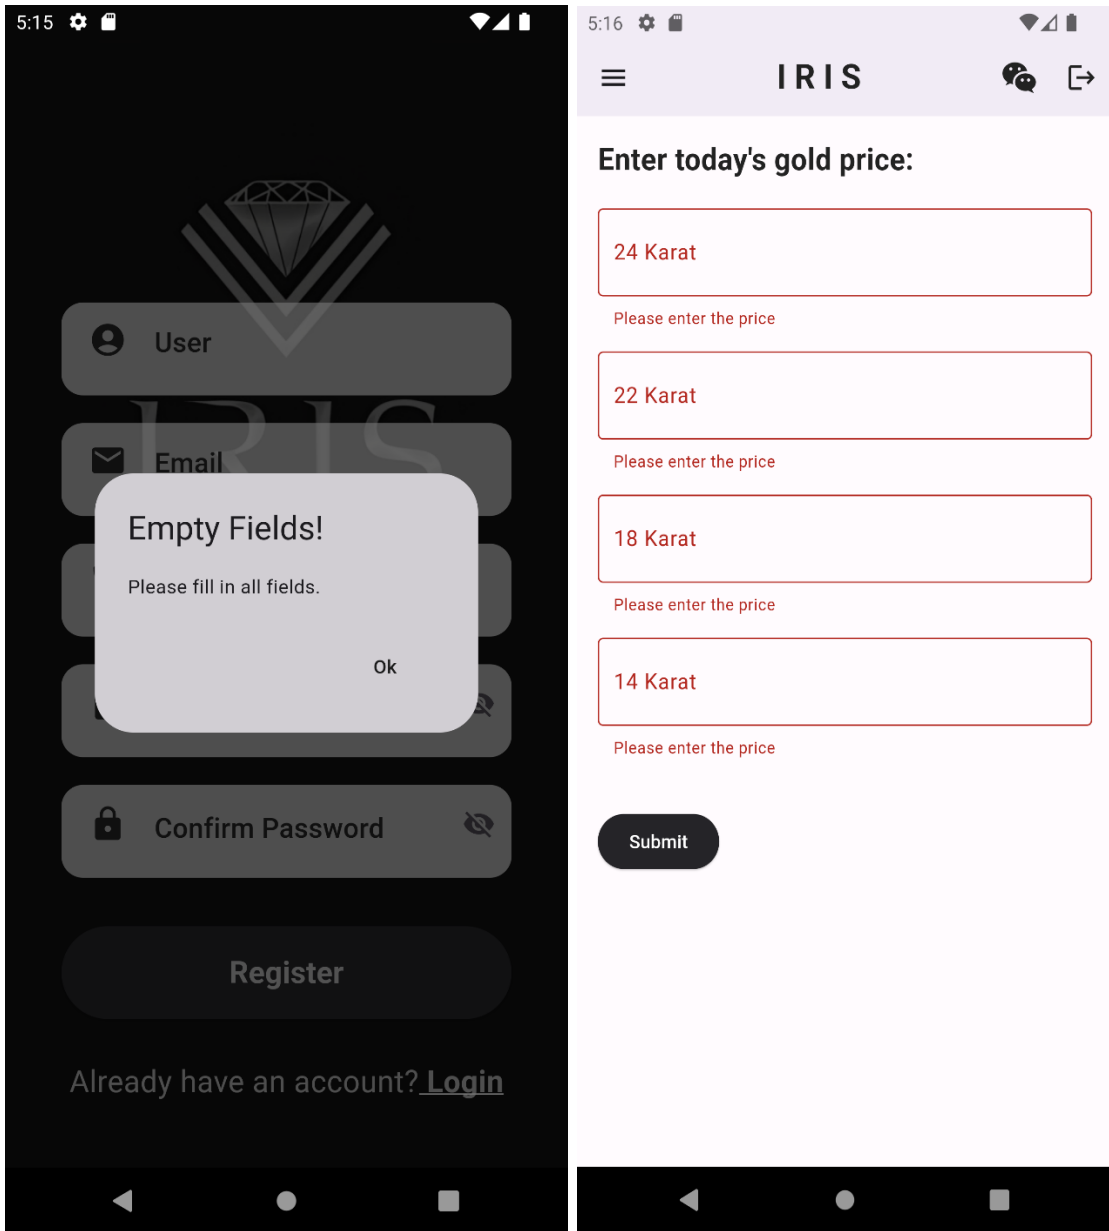 5:15
IRIS
User
Email
Empty Fields!
Please fill in all fields.
Ok
Confirm Password
Register
Already have an account? Login
5:16
IRIS
Enter today's gold price:
24 Karat
Please enter the price
22 Karat
Please enter the price
18 Karat
Please enter the price
14 Karat
Please enter the price
Submit